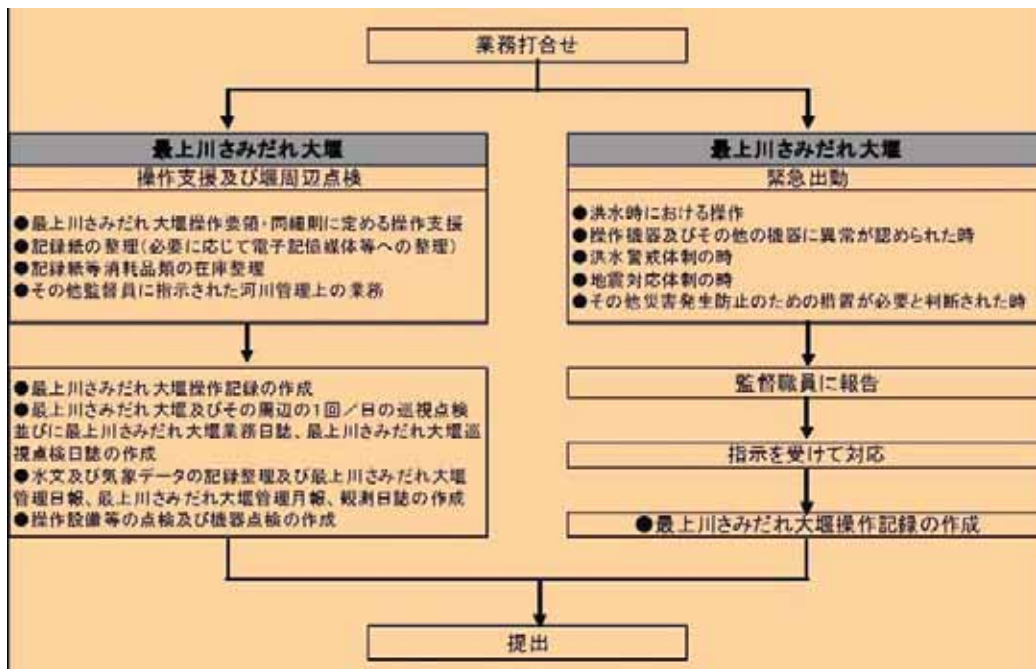 業務打合せ
最上川さみだれ大堰
操作支援及び堰周辺点検
●最上川さみだれ大堰操作要領・同細則に定める操作支援
●記録紙の整理(必要に応じて電子記憶媒体等への整理)
●記録紙等消耗品類の在庫整理
●その他監督員に指示された河川管理上の業務
●最上川さみだれ大堰操作記録の作成
●最上川さみだれ大堰及びその周辺の1回／日の巡視点検
並びに最上川さみだれ大堰業務日誌、最上川さみだれ大堰巡
視点検日誌の作成
●水文及び気象データの記録整理及び最上川さみだれ大堰
管理日報、最上川さみだれ大堰管理月報、観測日誌の作成
●操作設備等の点検及び機器点検の作成
最上川さみだれ大堰
緊急出動
●洪水時における操作
●操作機器及びその他の機器に異常が認められた時
●洪水警戒体制の時
●地震対応体制の時
●その他災害発生防止のための措置が必要と判断された時
監督職員に報告
指示を受けて対応
●最上川さみだれ大堰操作記録の作成
提出